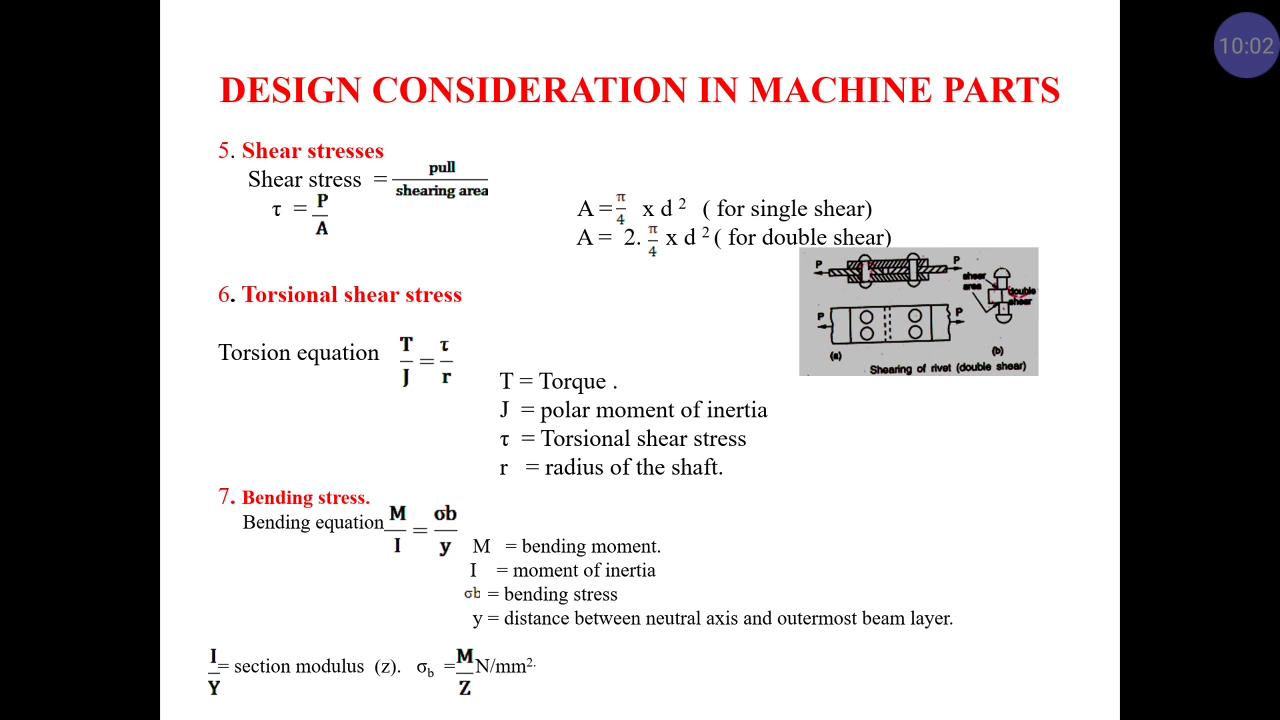 10:02
DESIGN CONSIDERATION IN MACHINE PARTS
5. Shear stresses
Shear stress = pull / shearing area
τ = P / A
A = π/4 x d 2 ( for single shear)
A = 2. π/4 x d 2 ( for double shear)
P P
shear area
double shear
P P
(a) (b)
Shearing of rivet (double shear)
6. Torsional shear stress
Torsion equation T/J = τ/r
T = Torque .
J = polar moment of inertia
τ = Torsional shear stress
r = radius of the shaft.
7. Bending stress.
Bending equation M/I = σb/y
M = bending moment.
I = moment of inertia
σb = bending stress
y = distance between neutral axis and outermost beam layer.
I/Y = section modulus (z). σb = M/Z N/mm2.